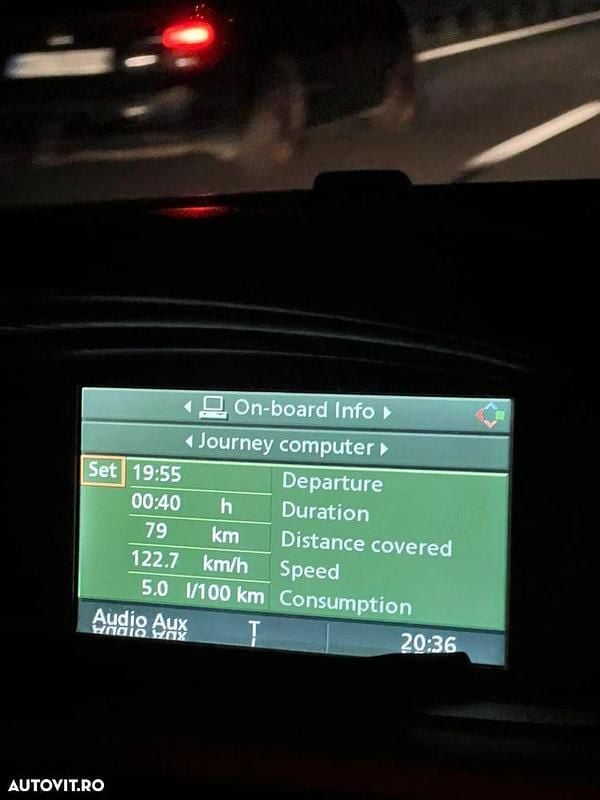 On-board Info
Journey computer
Set 19:55 Departure
00:40 h Duration
79 km Distance covered
122.7 km/h Speed
5.0 l/100 km Consumption
Audio Aux T 20:36
AUTOVIT.RO